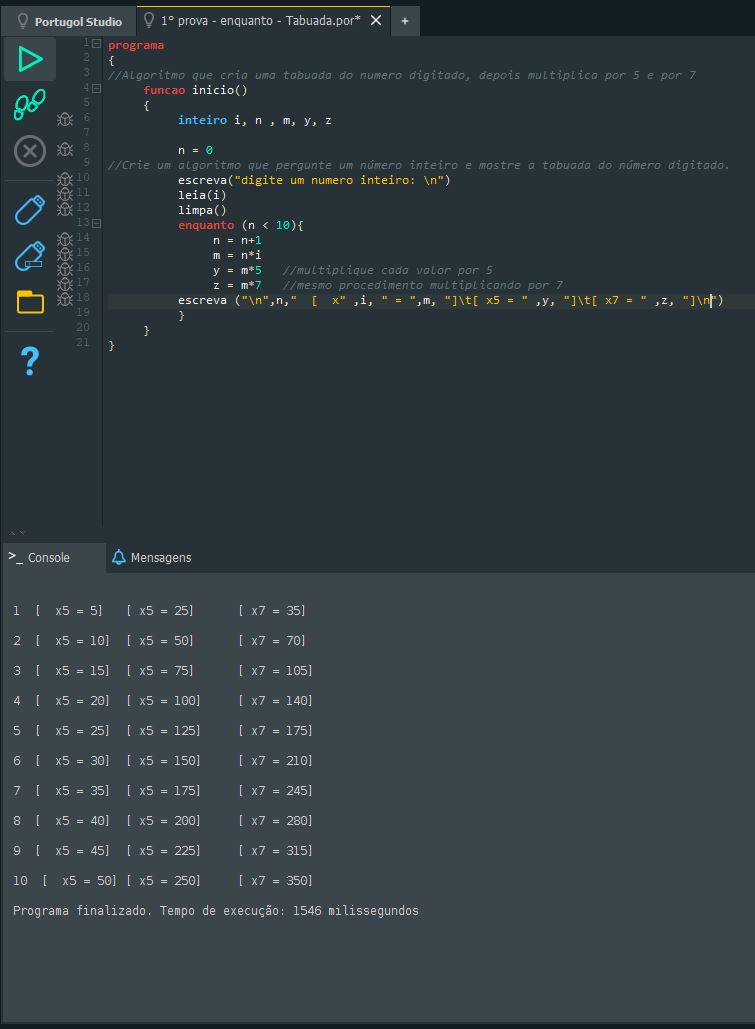 Portugol Studio
1° prova - enquanto - Tabuada.por*
+
1 programa
2 {
3 //Algoritmo que cria uma tabuada do numero digitado, depois multiplica por 5 e por 7
4 funcao inicio()
5 {
6 inteiro i, n , m, y, z
7
8 n = 0
9 //Crie um algoritmo que pergunte um número inteiro e mostre a tabuada do número digitado.
10 escreva("digite um numero inteiro: \n")
11 leia(i)
12 limpa()
13 enquanto (n < 10){
14 n = n+1
15 m = n*i
16 y = m*5 //multiplique cada valor por 5
17 z = m*7 //mesmo procedimento multiplicando por 7
18 escreva ("\n",n," [ x" ,i, " = ",m, "]\t[ x5 = " ,y, "]\t[ x7 = " ,z, "]\n")
19 }
20 }
21 }
?
>_ Console
Mensagens
1 [ x5 = 5] [ x5 = 25] [ x7 = 35]
2 [ x5 = 10] [ x5 = 50] [ x7 = 70]
3 [ x5 = 15] [ x5 = 75] [ x7 = 105]
4 [ x5 = 20] [ x5 = 100] [ x7 = 140]
5 [ x5 = 25] [ x5 = 125] [ x7 = 175]
6 [ x5 = 30] [ x5 = 150] [ x7 = 210]
7 [ x5 = 35] [ x5 = 175] [ x7 = 245]
8 [ x5 = 40] [ x5 = 200] [ x7 = 280]
9 [ x5 = 45] [ x5 = 225] [ x7 = 315]
10 [ x5 = 50] [ x5 = 250] [ x7 = 350]
Programa finalizado. Tempo de execução: 1546 milissegundos